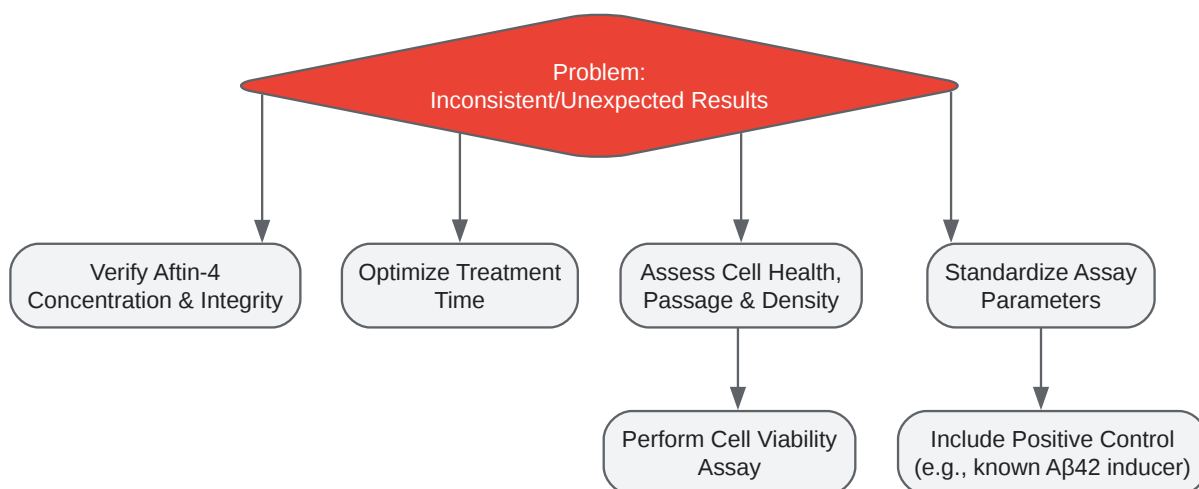 Problem:
Inconsistent/Unexpected Results
Verify Aftin-4
Concentration & Integrity
Optimize Treatment
Time
Assess Cell Health,
Passage & Density
Standardize Assay
Parameters
Perform Cell Viability
Assay
Include Positive Control
(e.g., known Aβ42 inducer)